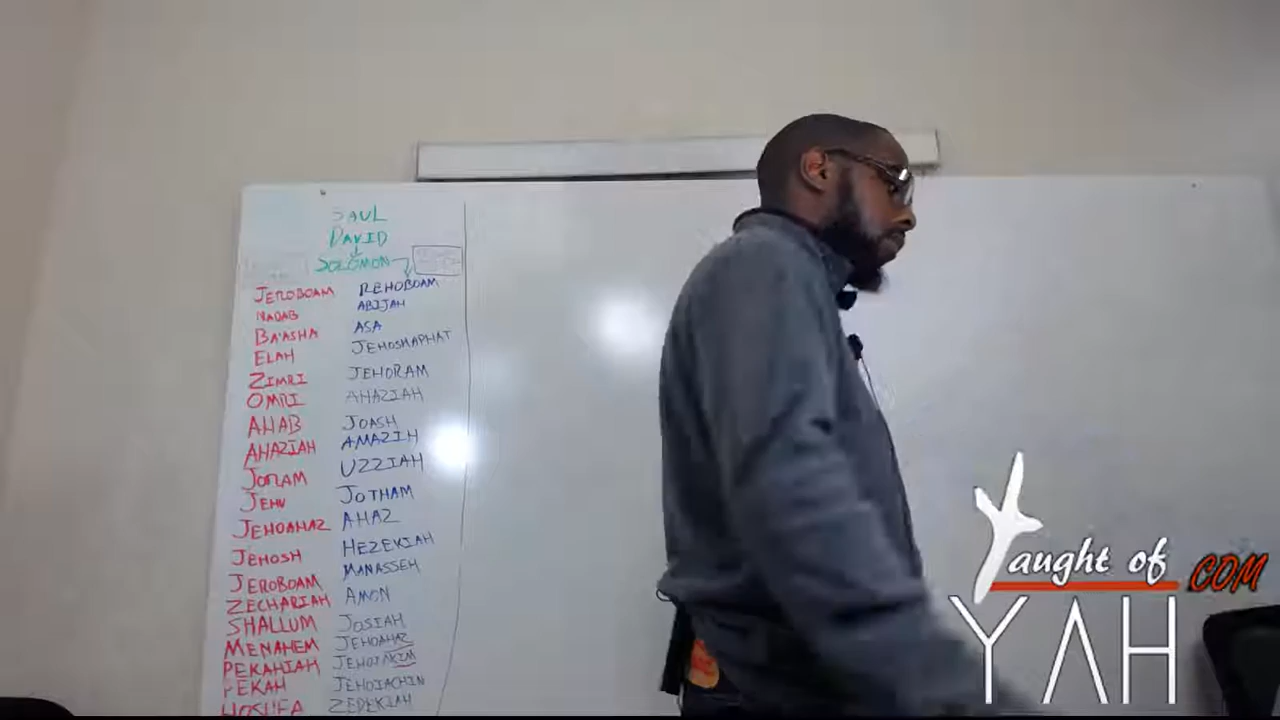 SAUL
DAVID
SOLOMON
JEROBOAM REHOBOAM
NADAB ABIJAH
BA'ASHA ASA
ELAH JEHOSHAPHAT
ZIMRI JEHORAM
OMRI AHAZIAH
AHAB JOASH
AHAZIAH AMAZIH
JORAM UZZIAH
JEHU JOTHAM
JEHOAHAZ AHAZ
JEHOSH HEZEKIAH
JEROBOAM MANASSEH
ZECHARIAH AMON
SHALLUM JOSIAH
MENAHEM JEHOAHAZ
PEKAHIAH JEHOIAKIM
PEKAH JEHOIACHIN
HOSHEA ZEDEKIAH
Taught of .COM
YAH